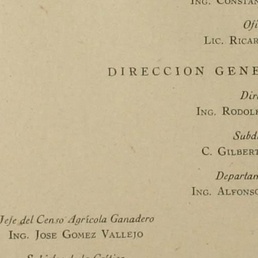 Ing. Constan
Ofi
Lic. Ricar
DIRECCION GENE
Dir
Ing. Rodolf
Subd
C. Gilbert
Departan
Ing. Alfonso
Jefe del Censo Agrícola Ganadero
Ing. Jose Gomez Vallejo